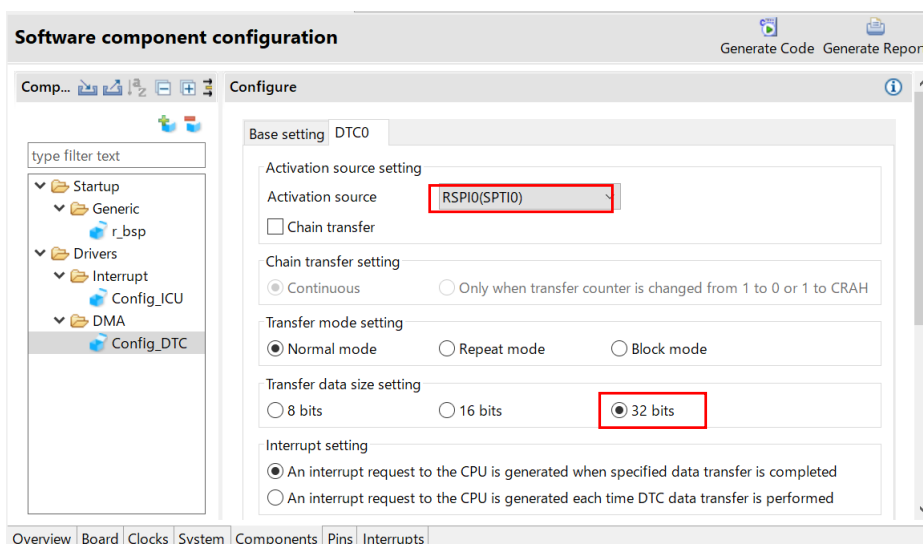 Software component configuration
Generate Code Generate Repor
Comp...
Configure
type filter text
Startup
Generic
r_bsp
Drivers
Interrupt
Config_ICU
DMA
Config_DTC
Base setting DTC0
Activation source setting
Activation source RSPI0(SPTI0)
Chain transfer
Chain transfer setting
Continuous Only when transfer counter is changed from 1 to 0 or 1 to CRAH
Transfer mode setting
Normal mode Repeat mode Block mode
Transfer data size setting
8 bits 16 bits 32 bits
Interrupt setting
An interrupt request to the CPU is generated when specified data transfer is completed
An interrupt request to the CPU is generated each time DTC data transfer is performed
Overview Board Clocks System Components Pins Interrupts